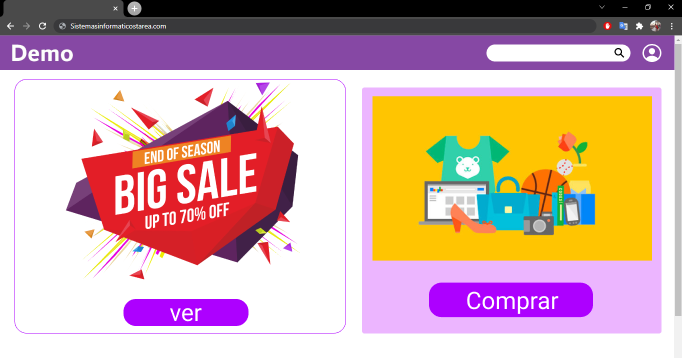 Sistemasinformaticostarea.com
Demo
END OF SEASON
BIG SALE
UP TO 70% OFF
ver
Comprar